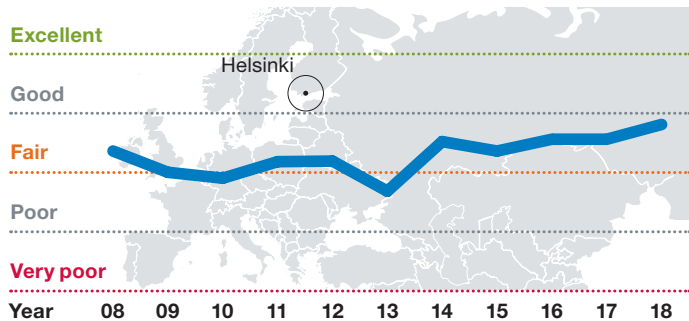 Excellent
Helsinki
Good
Fair
Poor
Very poor
Year 08 09 10 11 12 13 14 15 16 17 18